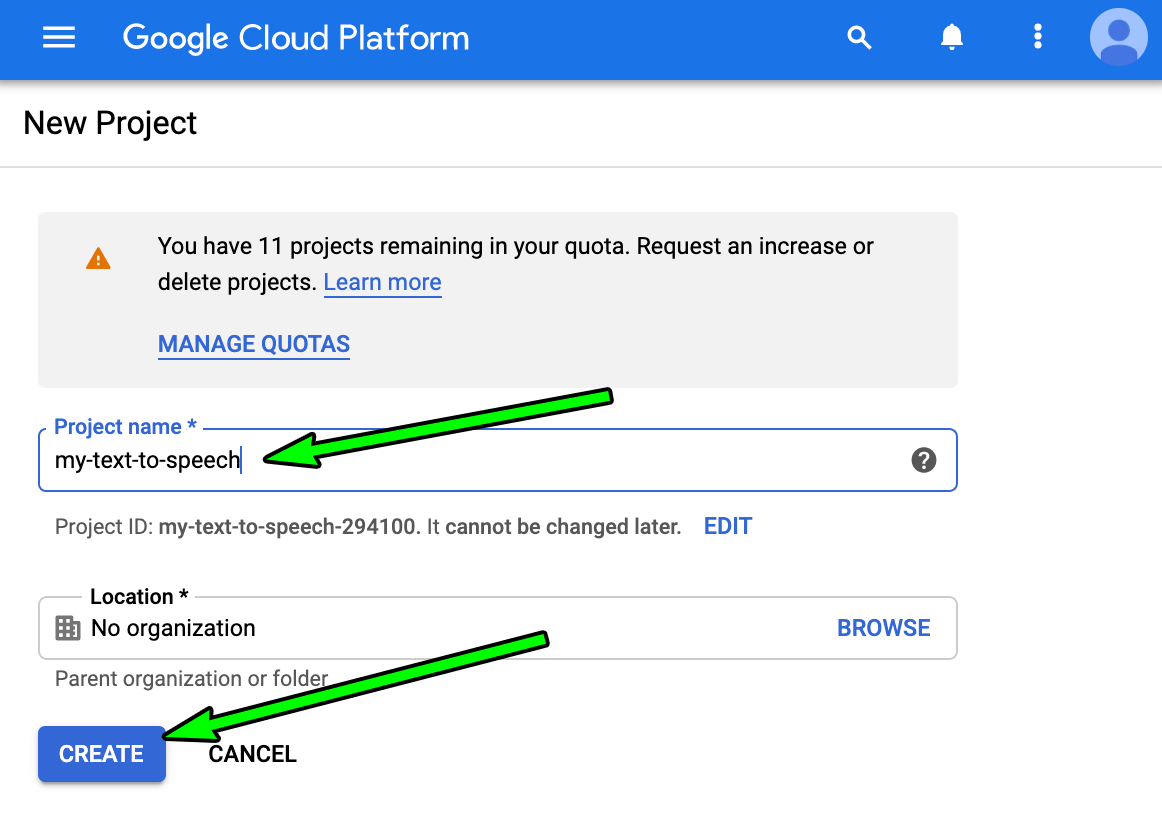 Google Cloud Platform
New Project
You have 11 projects remaining in your quota. Request an increase or
delete projects. Learn more
MANAGE QUOTAS
Project name *
my-text-to-speech
Project ID: my-text-to-speech-294100. It cannot be changed later. EDIT
Location *
No organization BROWSE
Parent organization or folder
CREATE CANCEL